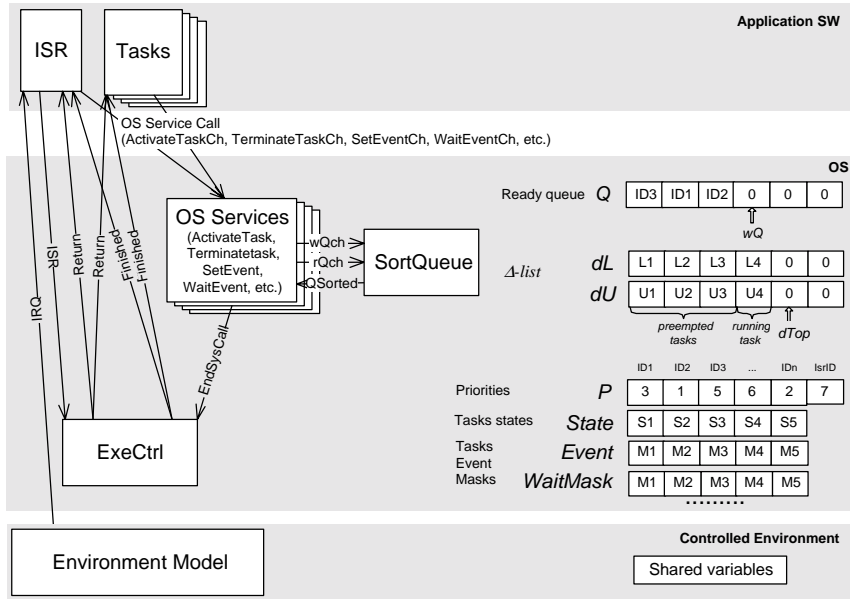 Application SW
ISR
Tasks
OS Service Call
(ActivateTaskCh, TerminateTaskCh, SetEventCh, WaitEventCh, etc.)
OS
IRQ
ISR
Return
Return
Finished
Finished
OS Services
(ActivateTask,
Terminatetask,
SetEvent,
WaitEvent, etc.)
wQch
rQch
QSorted
SortQueue
EndSysCall
ExeCtrl
Ready queue Q ID3 ID1 ID2 0 0 0
wQ
Δ-list
dL L1 L2 L3 L4 0 0
dU U1 U2 U3 U4 0 0
preempted
tasks
running
task
dTop
ID1 ID2 ID3 ... IDn IsrID
Priorities P 3 1 5 6 2 7
Tasks states State S1 S2 S3 S4 S5
Tasks
Event
Masks
Event M1 M2 M3 M4 M5
WaitMask M1 M2 M3 M4 M5
.........
Controlled Environment
Environment Model
Shared variables